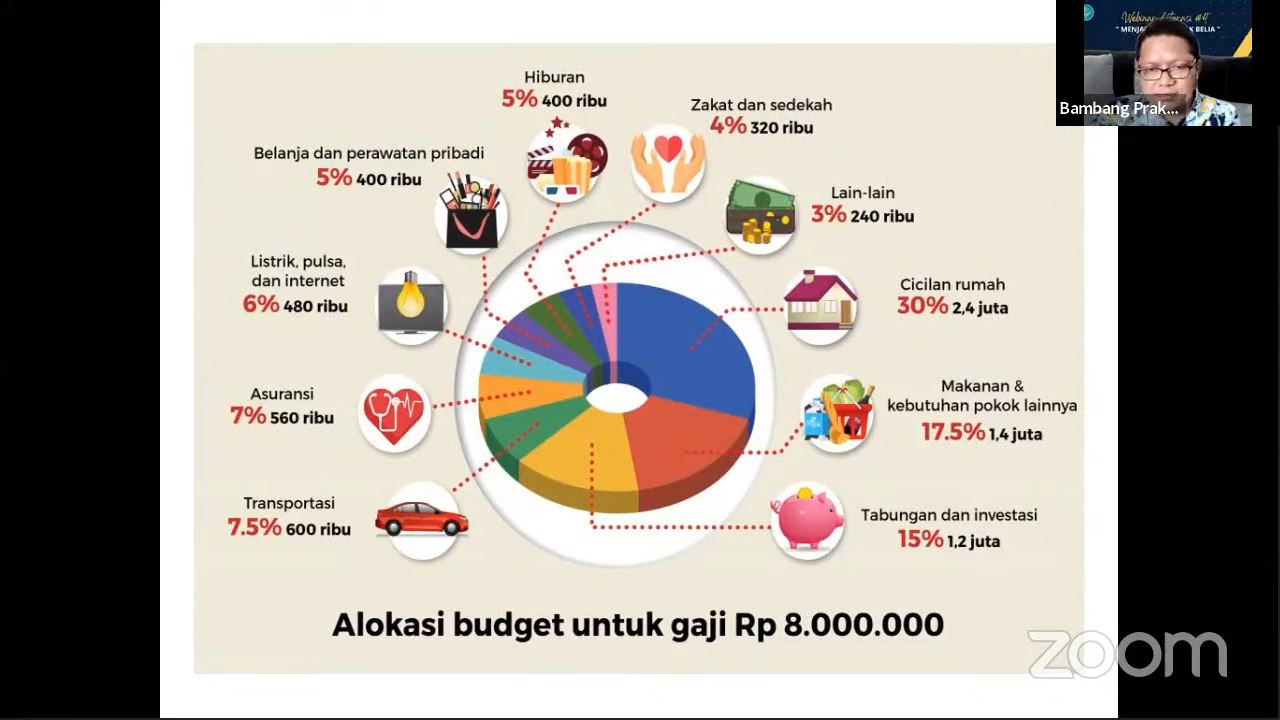 Hiburan
5% 400 ribu
Zakat dan sedekah
4% 320 ribu
Belanja dan perawatan pribadi
5% 400 ribu
Lain-lain
3% 240 ribu
Listrik, pulsa,
dan internet
6% 480 ribu
Cicilan rumah
30% 2,4 juta
Asuransi
7% 560 ribu
Makanan &
kebutuhan pokok lainnya
17.5% 1,4 juta
Transportasi
7.5% 600 ribu
Tabungan dan investasi
15% 1,2 juta
Alokasi budget untuk gaji Rp 8.000.000
zoom
#4
BELIA "
Bambang Prak...